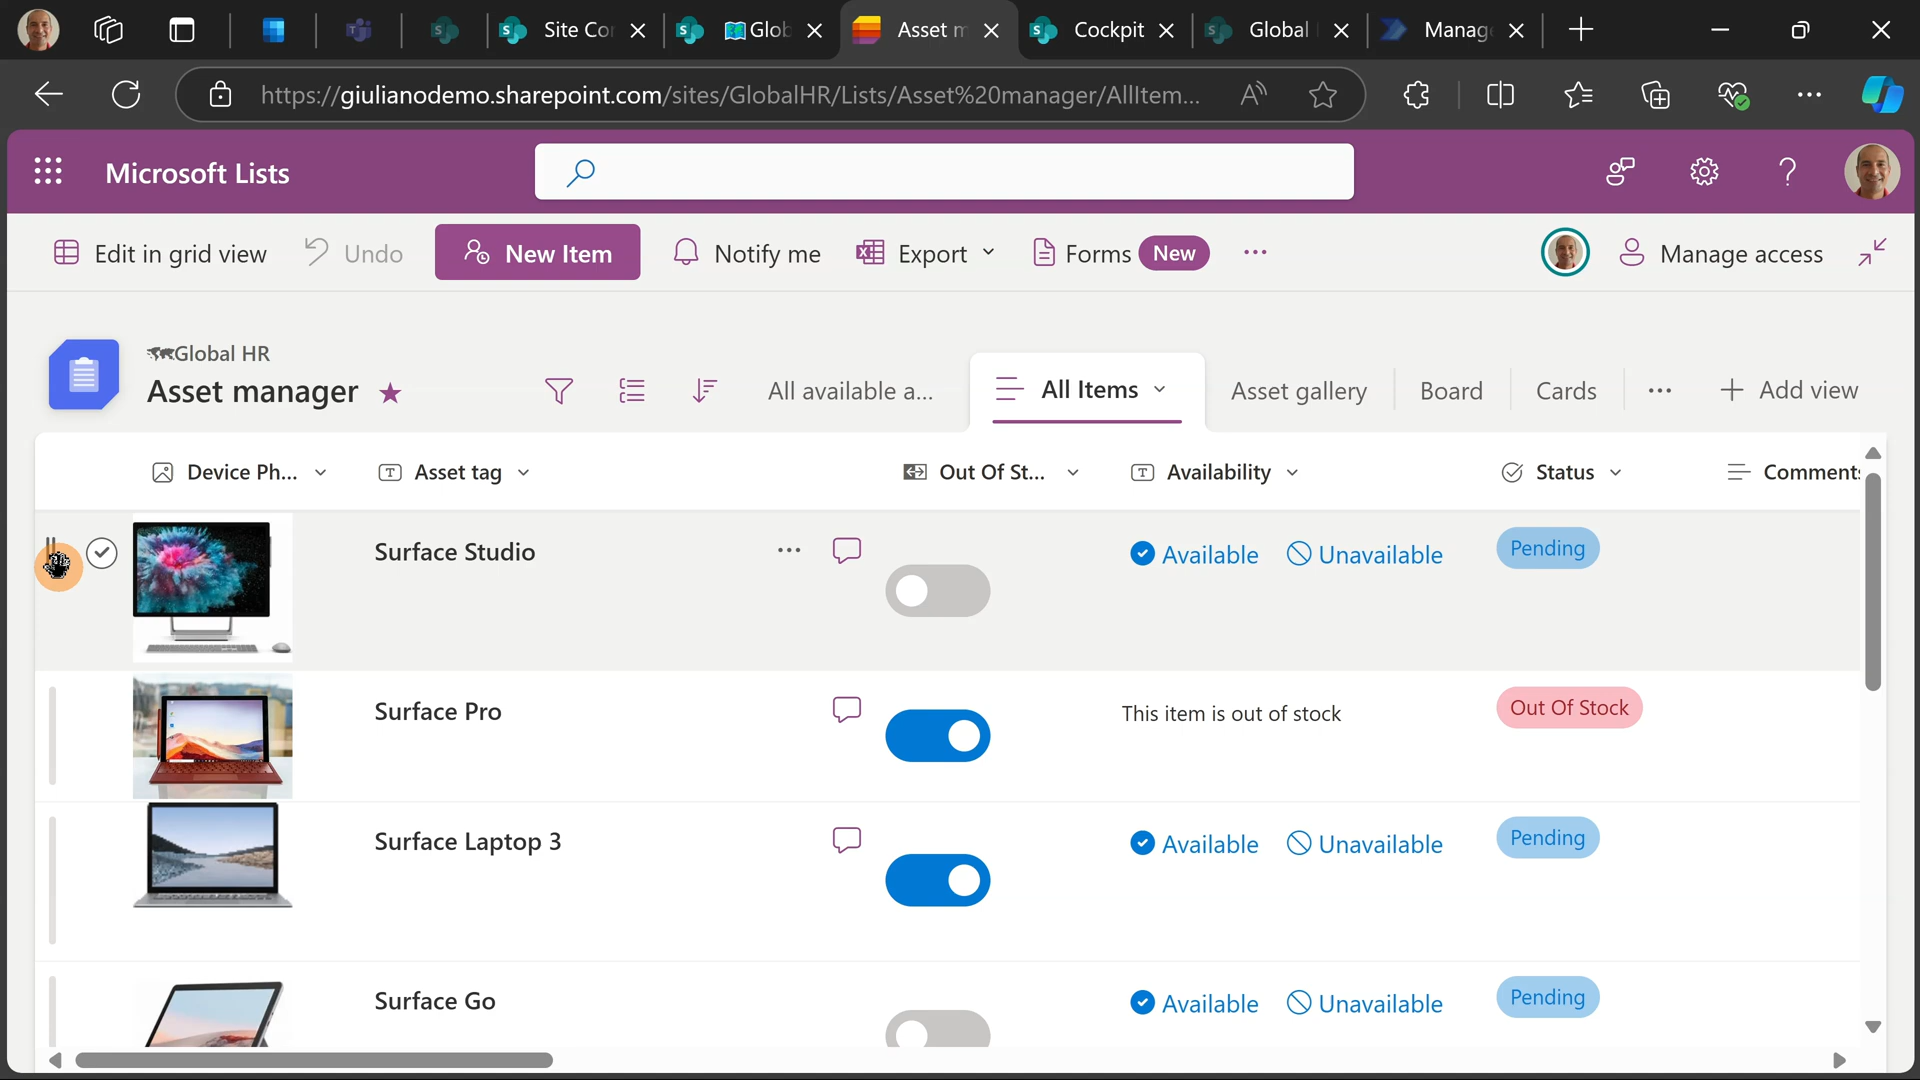 Site Co
Glob
Asset m
Cockpit
Global
Manag
https://giulianodemo.sharepoint.com/sites/GlobalHR/Lists/Asset%20manager/AllItem...
Microsoft Lists
Edit in grid view
Undo
New Item
Notify me
Export
Forms
New
Manage access
Global HR
Asset manager
All available a...
All Items
Asset gallery
Board
Cards
Add view
Device Ph...
Asset tag
Out Of St...
Availability
Status
Comments
Surface Studio
Available
Unavailable
Pending
Surface Pro
This item is out of stock
Out Of Stock
Surface Laptop 3
Available
Unavailable
Pending
Surface Go
Available
Unavailable
Pending